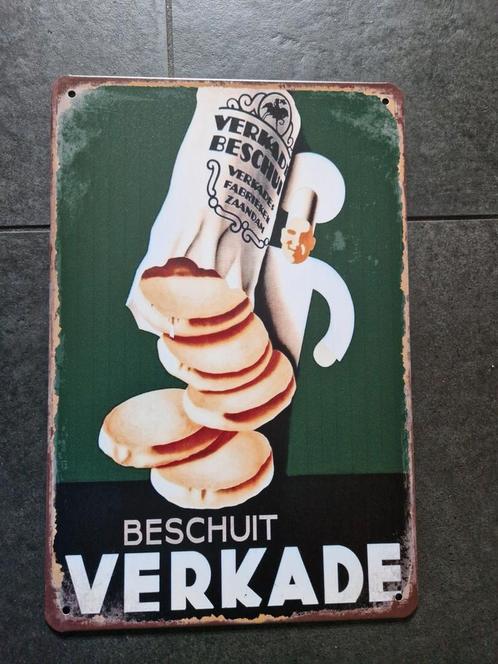 VERKADE
BESCHUIT
VERKADE'S
FABRIEKEN
ZAANDAM
BESCHUIT
VERKADE